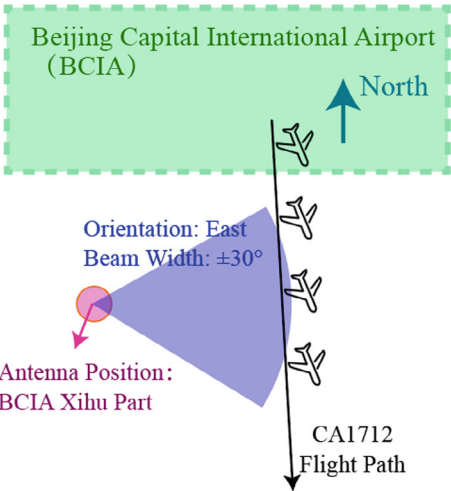 Beijing Capital International Airport
（BCIA）
North
Orientation: East
Beam Width: ±30°
Antenna Position：
BCIA Xihu Part
CA1712
Flight Path